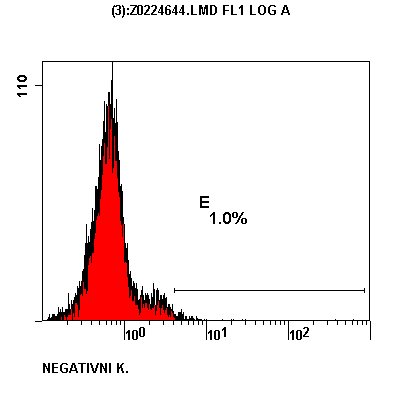 (3):Z0224644.LMD FL1 LOG A
110
E
1.0%
10⁰ 10¹ 10²
NEGATIVNI K.